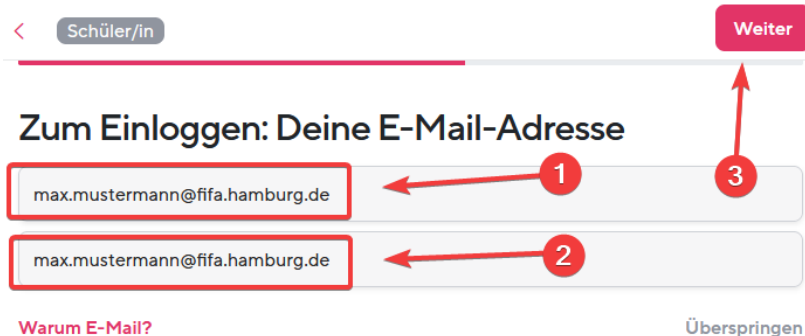 Schüler/in
Weiter
Zum Einloggen: Deine E-Mail-Adresse
max.mustermann@fifa.hamburg.de
1
3
max.mustermann@fifa.hamburg.de
2
Warum E-Mail?
Überspringen